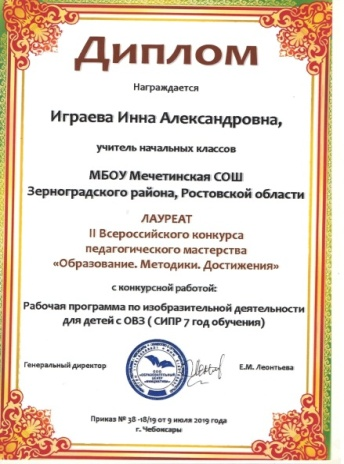 Диплом
Награждается
Играева Инна Александровна,
учитель начальных классов
МБОУ Мечетинская СОШ
Зерноградского района, Ростовской области
ЛАУРЕАТ
II Всероссийского конкурса
педагогического мастерства
«Образование. Методики. Достижения»
с конкурсной работой:
Рабочая программа по изобразительной деятельности
для детей с ОВЗ ( СИПР 7 год обучения)
Генеральный директор
Е.М. Леонтьева
Приказ № 38 -18/19 от 9 июля 2019 года
г. Чебоксары